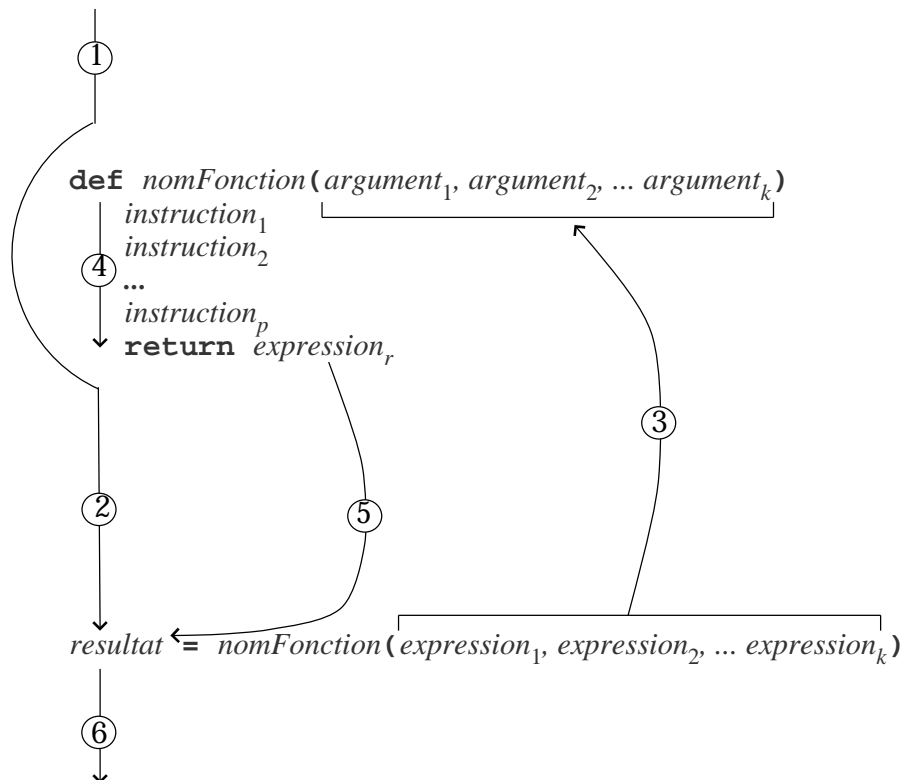 1
def nomFonction(argument1, argument2, ... argumentk)
instruction1
instruction2
4
...
instructionp
return expressionr
3
2
5
resultat = nomFonction(expression1, expression2, ... expressionk)
6